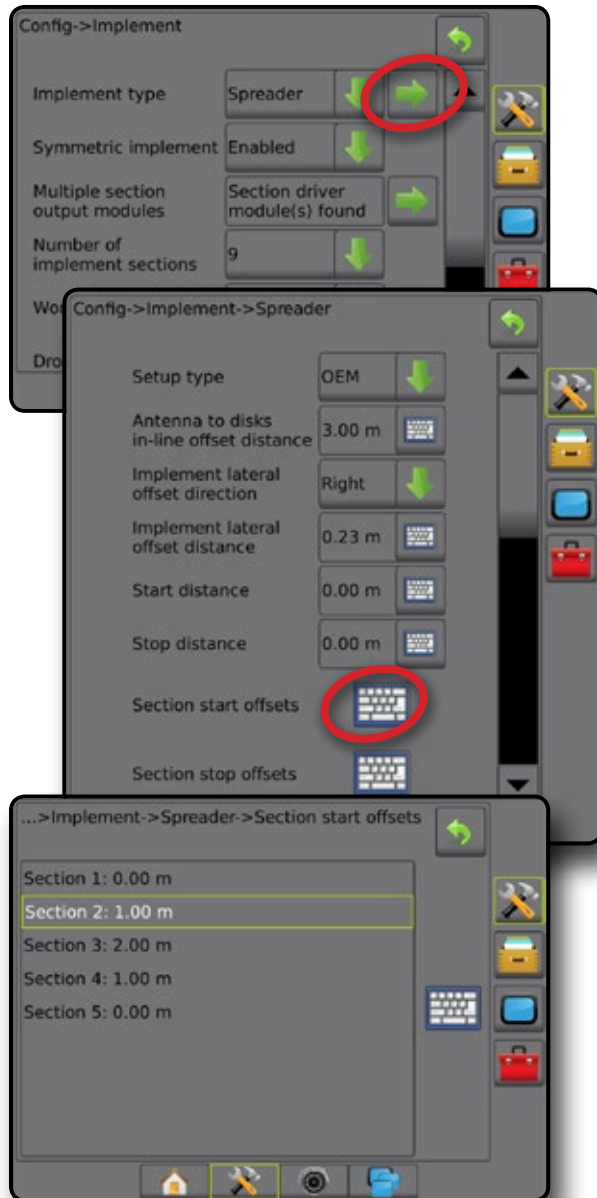 Config->Implement
Implement type
Spreader
Symmetric implement
Enabled
Multiple section
output modules
Section driver
module(s) found
Number of
implement sections
9
Wo
Dro
Config->Implement->Spreader
Setup type
OEM
Antenna to disks
in-line offset distance
3.00 m
Implement lateral
offset direction
Right
Implement lateral
offset distance
0.23 m
Start distance
0.00 m
Stop distance
0.00 m
Section start offsets
Section stop offsets
...>Implement->Spreader->Section start offsets
Section 1: 0.00 m
Section 2: 1.00 m
Section 3: 2.00 m
Section 4: 1.00 m
Section 5: 0.00 m